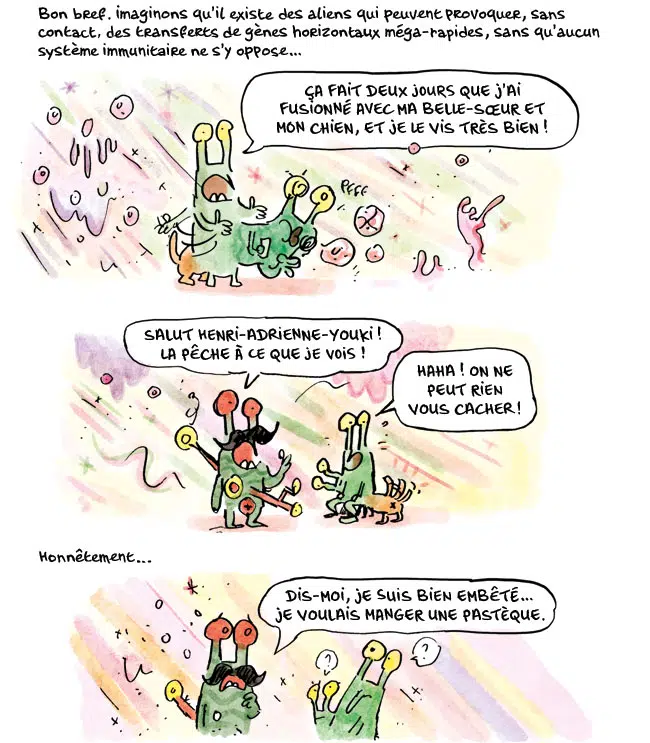 Bon bref. imaginons qu'il existe des aliens qui peuvent provoquer, sans
contact, des transferts de gènes horizontaux méga-rapides, sans qu'aucun
système immunitaire ne s'y oppose...
ÇA FAIT DEUX JOURS QUE J'AI
FUSIONNÉ AVEC MA BELLE-SŒUR ET
MON CHIEN, ET JE LE VIS TRÈS BIEN !
PFFF
SALUT HENRI-ADRIENNE-YOUKI !
LA PÊCHE À CE QUE JE VOIS !
HAHA ! ON NE
PEUT RIEN
VOUS CACHER !
Honnêtement...
DIS-MOI, JE SUIS BIEN EMBÊTÉ...
JE VOULAIS MANGER UNE PASTÈQUE.
?
?